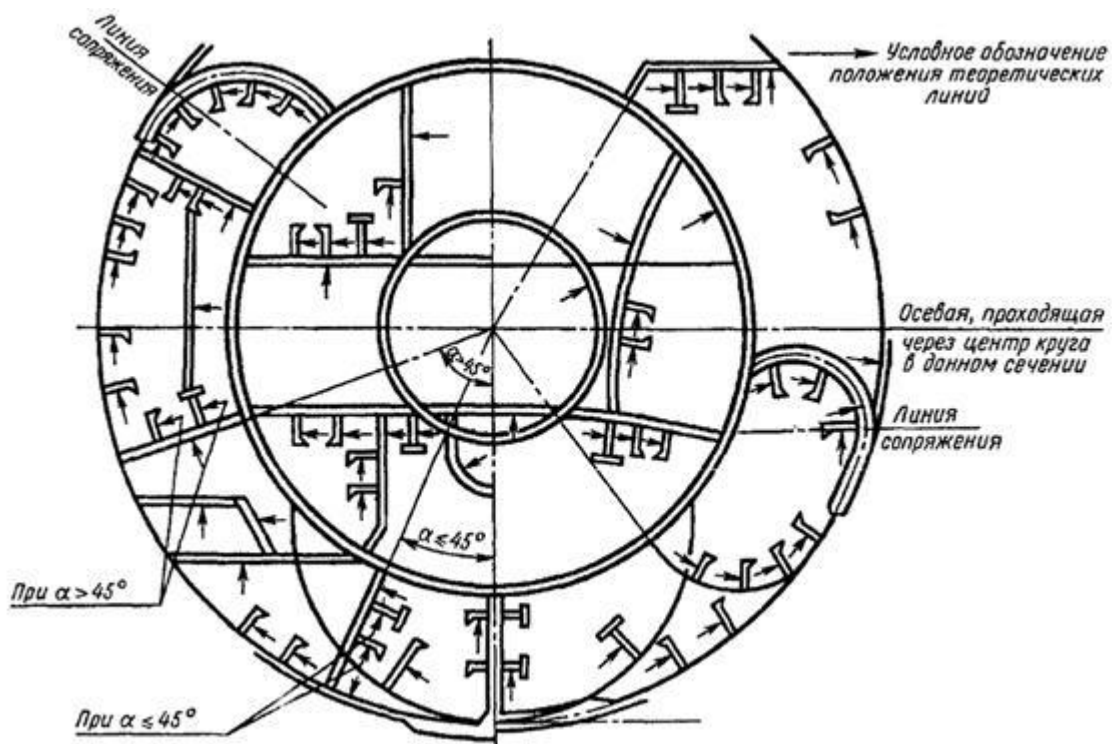 Линия
сопряжения
Условное обозначение
положения теоретических
линий
Осевая, проходящая
через центр круга
в данном сечении
α>45°
Линия
сопряжения
α≤45°
При α>45°
При α≤45°